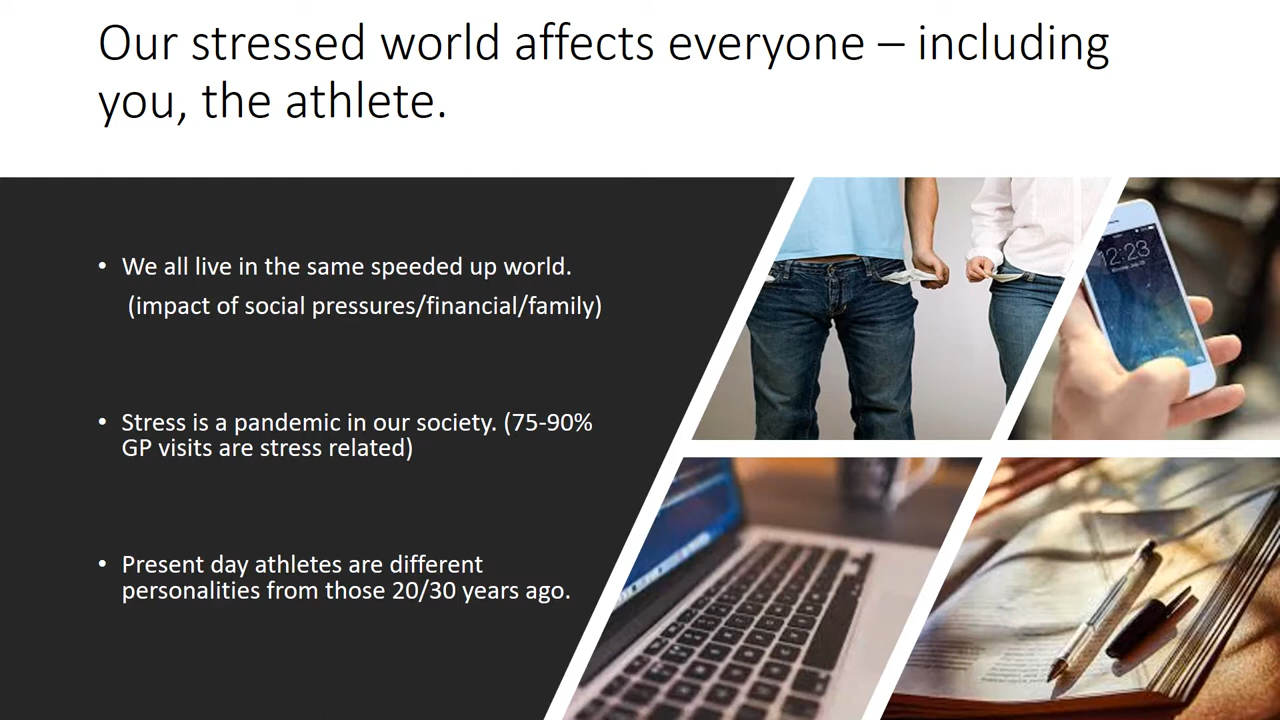 Our stressed world affects everyone – including
you, the athlete.
• We all live in the same speeded up world.
(impact of social pressures/financial/family)
• Stress is a pandemic in our society. (75-90%
GP visits are stress related)
• Present day athletes are different
personalities from those 20/30 years ago.
12:23